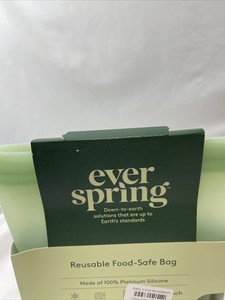 ever
spring™
Down-to-earth
solutions that are up to
Earth's standards
Reusable Food-Safe Bag
Made of 100% Platinum Silicone